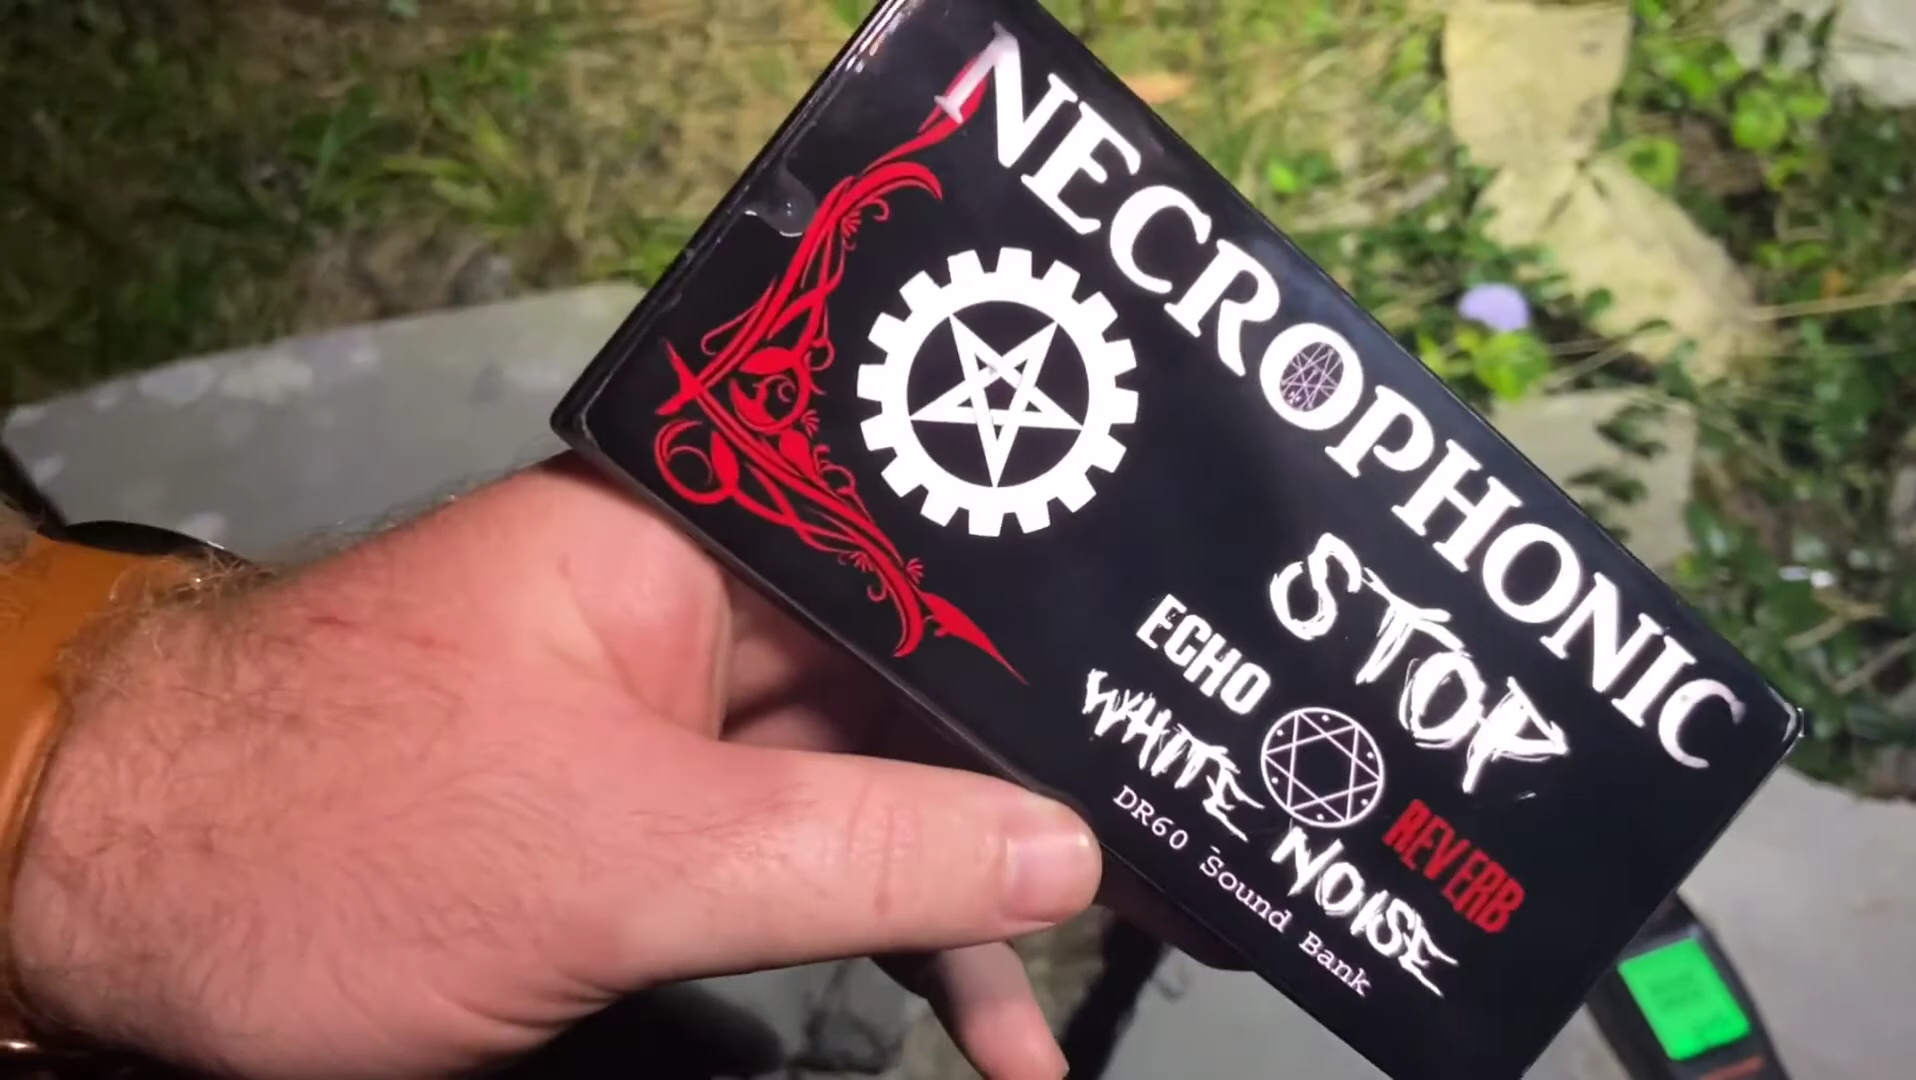 NECROPHONIC
STOP
ECHO
REVERB
WHITE NOISE
DR60 Sound Bank